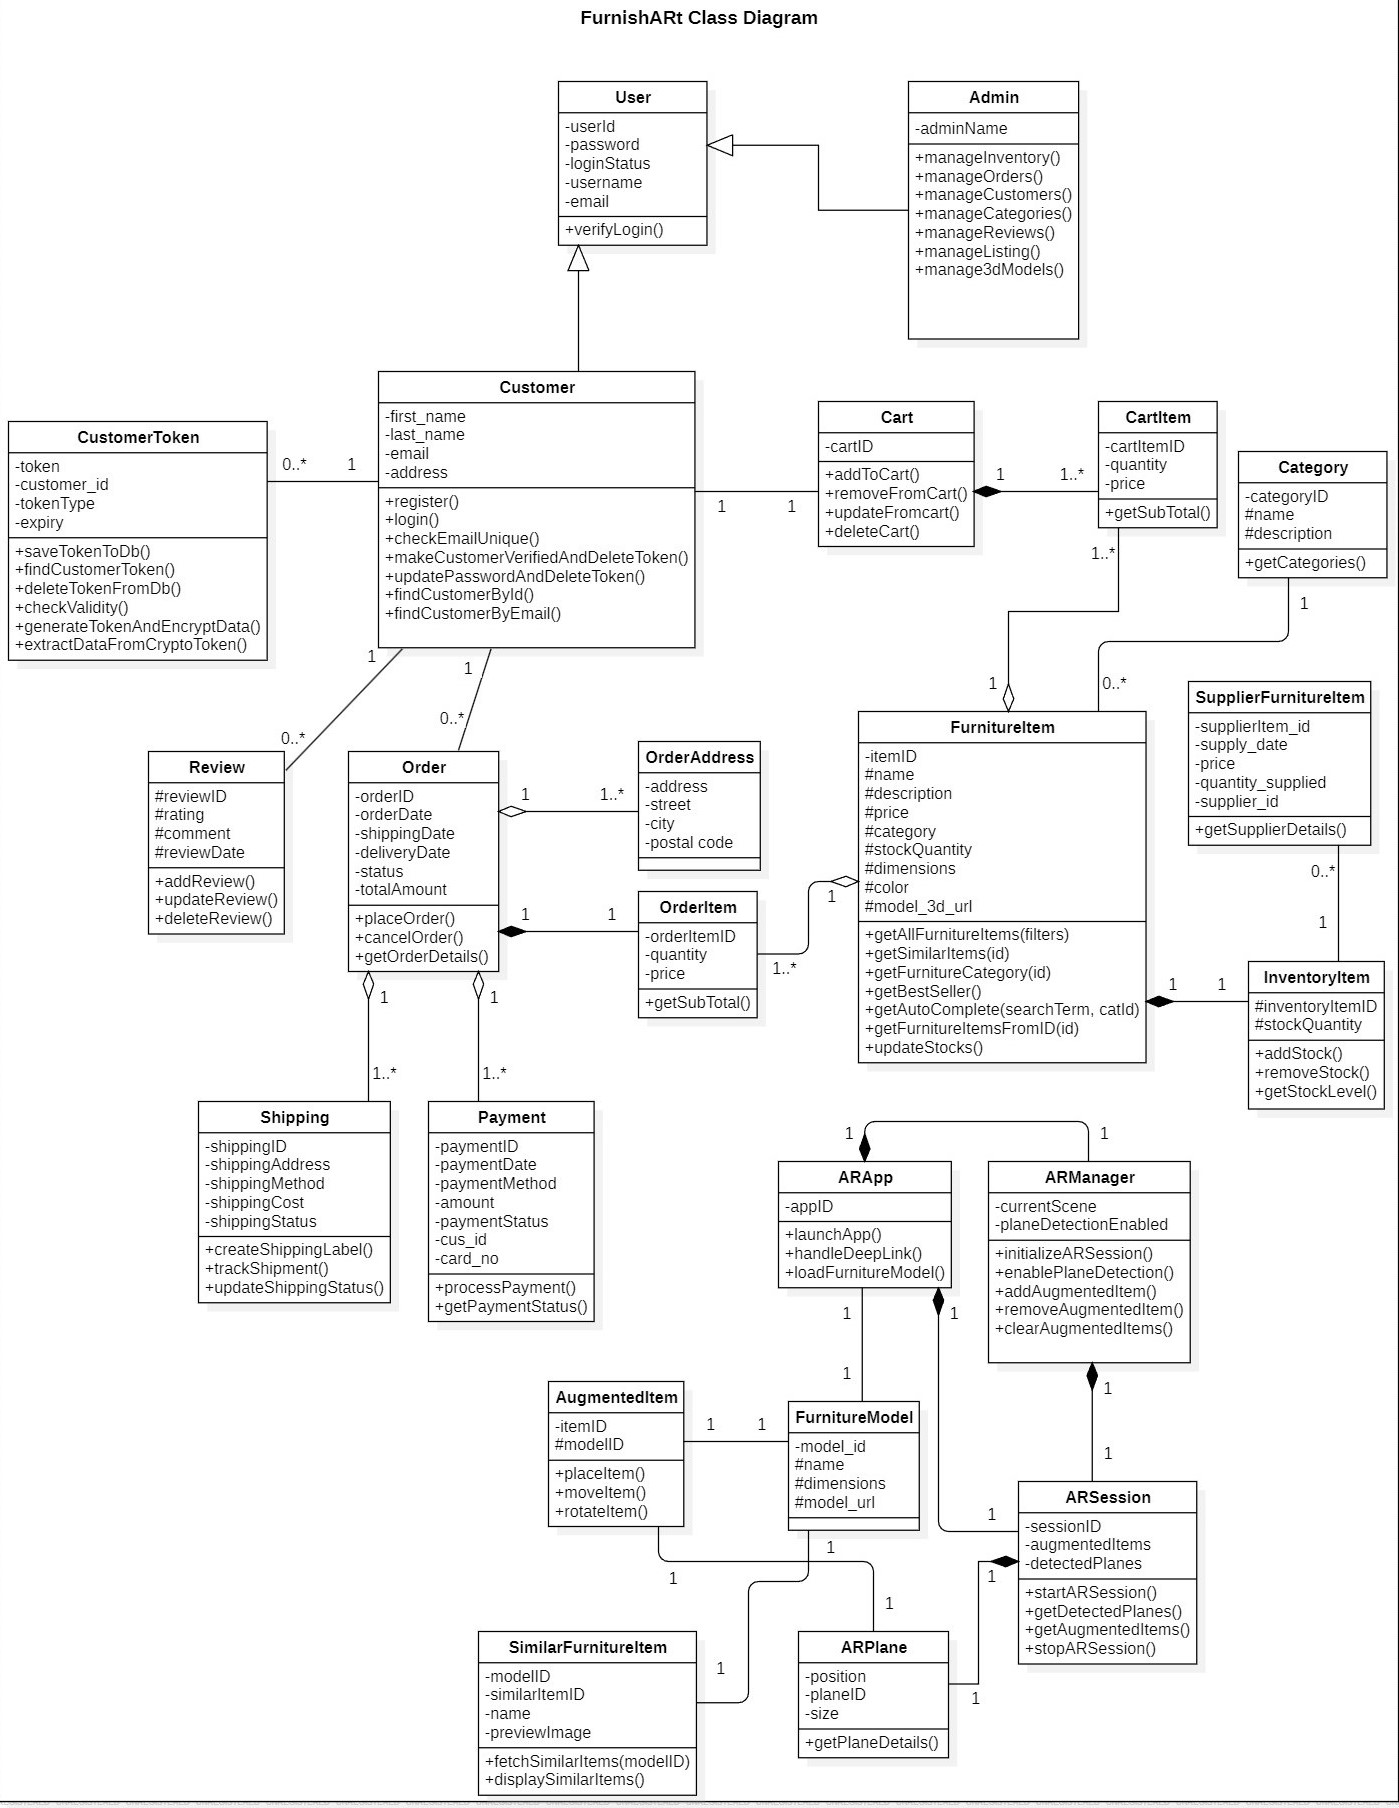 FurnishARt Class Diagram
User
-userId
-password
-loginStatus
-username
-email
+verifyLogin()
Admin
-adminName
+manageInventory()
+manageOrders()
+manageCustomers()
+manageCategories()
+manageReviews()
+manageListing()
+manage3dModels()
CustomerToken
-token
-customer_id
-tokenType
-expiry
+saveTokenToDb()
+findCustomerToken()
+deleteTokenFromDb()
+checkValidity()
+generateTokenAndEncryptData()
+extractDataFromCryptoToken()
0..*
1
Customer
-first_name
-last_name
-email
-address
+register()
+login()
+checkEmailUnique()
+makeCustomerVerifiedAndDeleteToken()
+updatePasswordAndDeleteToken()
+findCustomerById()
+findCustomerByEmail()
1
1
Cart
-cartID
+addToCart()
+removeFromCart()
+updateFromcart()
+deleteCart()
1
1..*
CartItem
-cartItemID
-quantity
-price
+getSubTotal()
1..*
1
Category
-categoryID
#name
#description
+getCategories()
1
0..*
1
0..*
1
0..*
Review
#reviewID
#rating
#comment
#reviewDate
+addReview()
+updateReview()
+deleteReview()
Order
-orderID
-orderDate
-shippingDate
-deliveryDate
-status
-totalAmount
+placeOrder()
+cancelOrder()
+getOrderDetails()
1
1..*
OrderAddress
-address
-street
-city
-postal code
1
1
OrderItem
-orderItemID
-quantity
-price
+getSubTotal()
1
1..*
FurnitureItem
-itemID
#name
#description
#price
#category
#stockQuantity
#dimensions
#color
#model_3d_url
+getAllFurnitureItems(filters)
+getSimilarItems(id)
+getFurnitureCategory(id)
+getBestSeller()
+getAutoComplete(searchTerm, catId)
+getFurnitureItemsFromID(id)
+updateStocks()
SupplierFurnitureItem
-supplierItem_id
-supply_date
-price
-quantity_supplied
-supplier_id
+getSupplierDetails()
0..*
1
1
1
InventoryItem
#inventoryItemID
#stockQuantity
+addStock()
+removeStock()
+getStockLevel()
1
1..*
1
1..*
Shipping
-shippingID
-shippingAddress
-shippingMethod
-shippingCost
-shippingStatus
+createShippingLabel()
+trackShipment()
+updateShippingStatus()
Payment
-paymentID
-paymentDate
-paymentMethod
-amount
-paymentStatus
-cus_id
-card_no
+processPayment()
+getPaymentStatus()
1
1
ARApp
-appID
+launchApp()
+handleDeepLink()
+loadFurnitureModel()
ARManager
-currentScene
-planeDetectionEnabled
+initializeARSession()
+enablePlaneDetection()
+addAugmentedItem()
+removeAugmentedItem()
+clearAugmentedItems()
1
1
1
1
1
1
AugmentedItem
-itemID
#modelID
+placeItem()
+moveItem()
+rotateItem()
1
1
FurnitureModel
-model_id
#name
#dimensions
#model_url
ARSession
-sessionID
-augmentedItems
-detectedPlanes
+startARSession()
+getDetectedPlanes()
+getAugmentedItems()
+stopARSession()
1
1
1
1
1
1
SimilarFurnitureItem
-modelID
-similarItemID
-name
-previewImage
+fetchSimilarItems(modelID)
+displaySimilarItems()
ARPlane
-position
-planeID
-size
+getPlaneDetails()